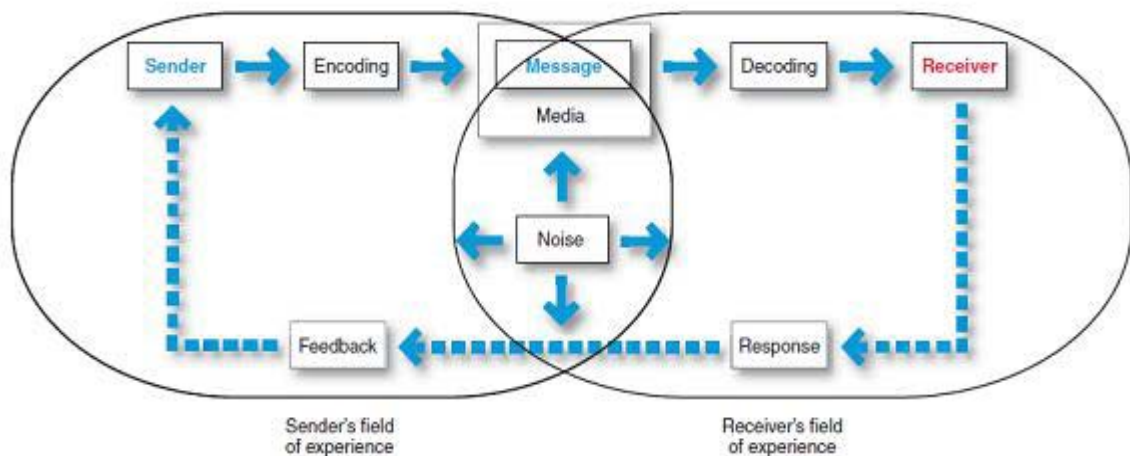 Sender
Encoding
Message
Decoding
Receiver
Media
Noise
Feedback
Response
Sender's field
of experience
Receiver's field
of experience